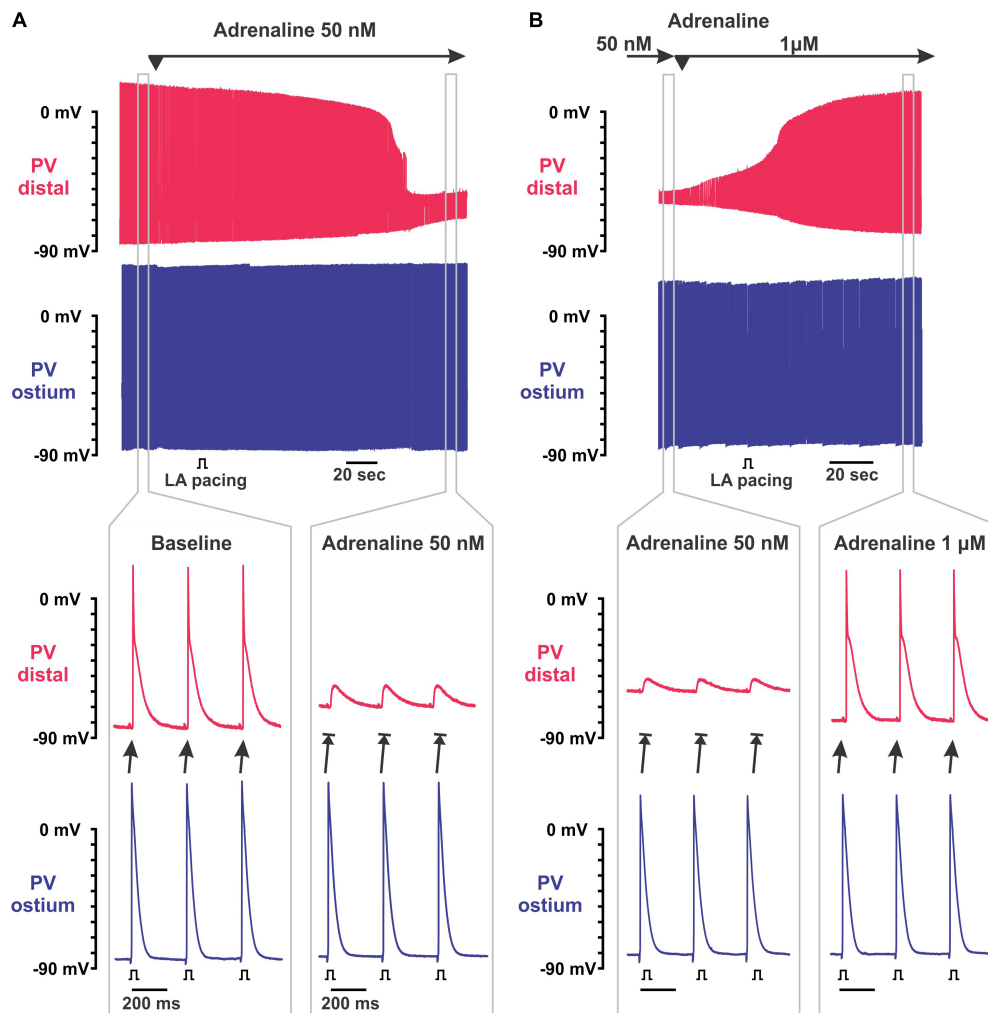 A
Adrenaline 50 nM
0 mV
PV
distal
-90 mV
0 mV
PV
ostium
-90 mV
LA pacing
20 sec
Baseline
Adrenaline 50 nM
0 mV
PV
distal
-90 mV
0 mV
PV
ostium
-90 mV
200 ms
200 ms
B
Adrenaline
50 nM
1µM
0 mV
PV
distal
-90 mV
0 mV
PV
ostium
-90 mV
LA pacing
20 sec
Adrenaline 50 nM
Adrenaline 1 µM
0 mV
PV
distal
-90 mV
0 mV
PV
ostium
-90 mV